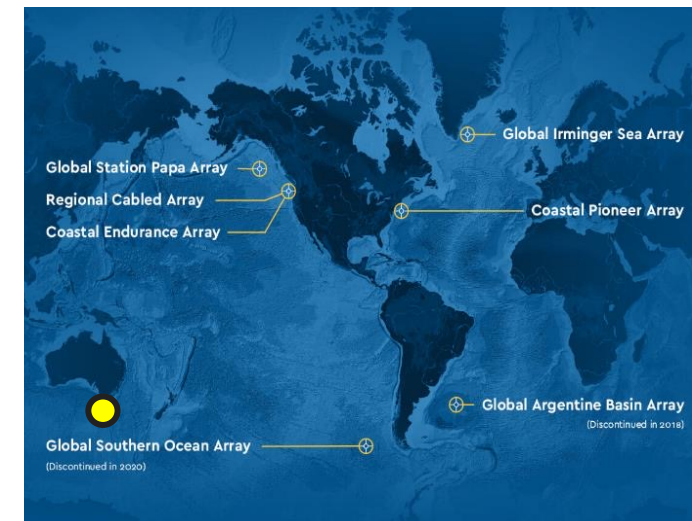 Global Irminger Sea Array
Global Station Papa Array
Regional Cabled Array
Coastal Pioneer Array
Coastal Endurance Array
Global Argentine Basin Array
(Discontinued in 2018)
Global Southern Ocean Array
(Discontinued in 2020)